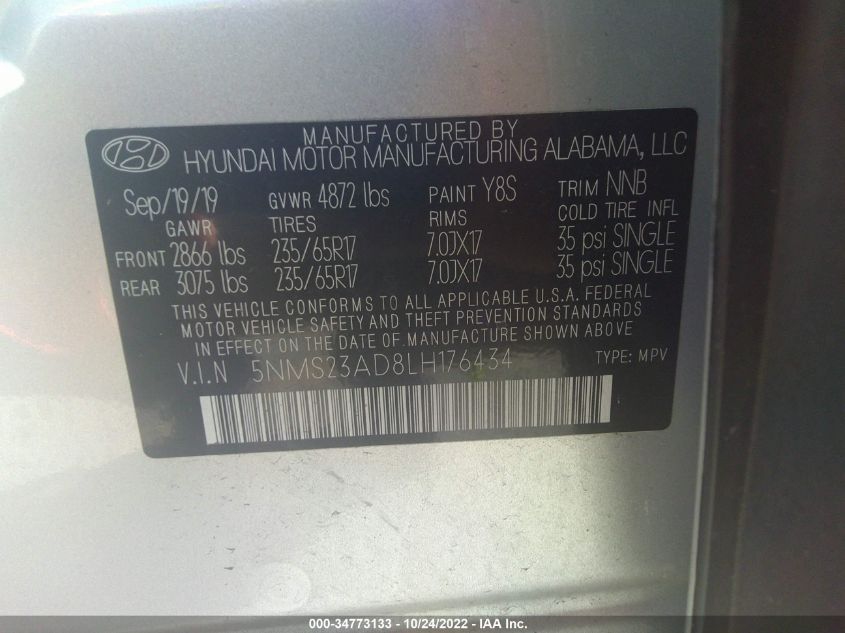 MANUFACTURED BY
HYUNDAI MOTOR MANUFACTURING ALABAMA, LLC
Sep/19/19 GVWR 4872 lbs PAINT Y8S TRIM NNB
GAWR TIRES RIMS COLD TIRE INFL
FRONT 2866 lbs 235/65R17 7.0JX17 35 psi SINGLE
REAR 3075 lbs 235/65R17 7.0JX17 35 psi SINGLE
THIS VEHICLE CONFORMS TO ALL APPLICABLE U.S.A. FEDERAL
MOTOR VEHICLE SAFETY AND THEFT PREVENTION STANDARDS
IN EFFECT ON THE DATE OF MANUFACTURE SHOWN ABOVE
V.I.N 5NMS23AD8LH176434 TYPE: MPV
000-34773133 - 10/24/2022 - IAA Inc.